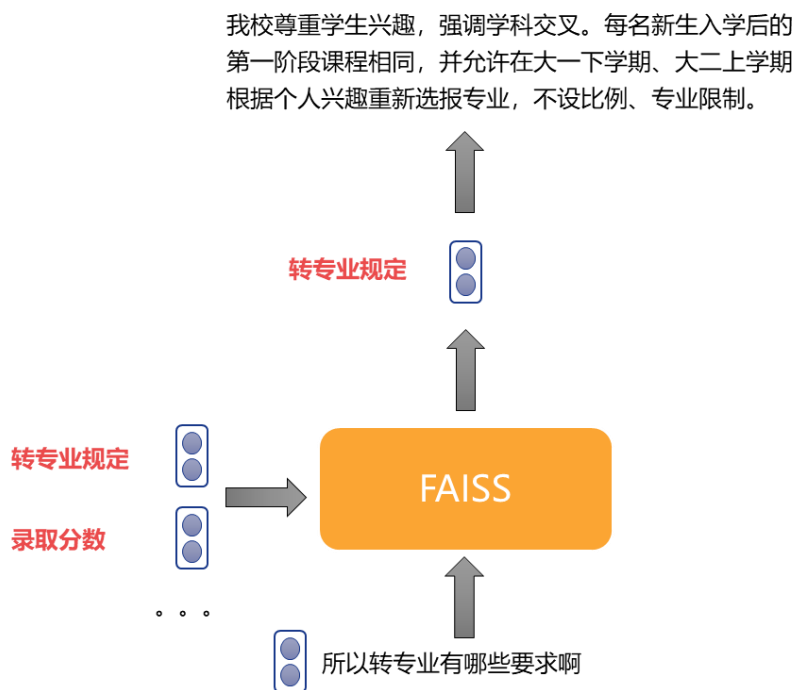 我校尊重学生兴趣，强调学科交叉。每名新生入学后的
第一阶段课程相同，并允许在大一下学期、大二上学期
根据个人兴趣重新选报专业，不设比例、专业限制。
转专业规定
转专业规定
FAISS
录取分数
。。。
所以转专业有哪些要求啊